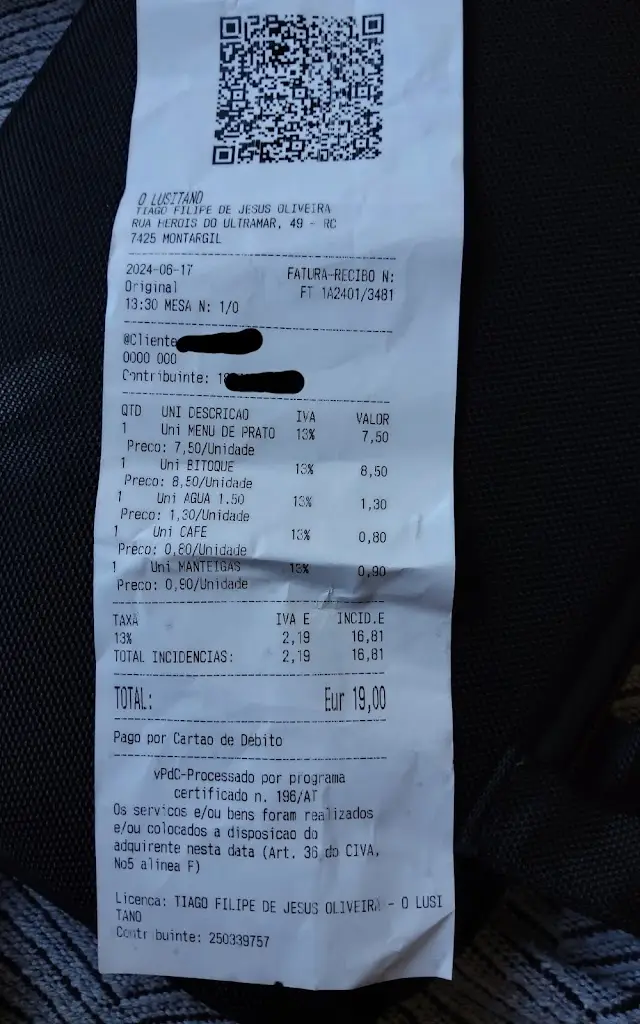 O LUSITANO
TIAGO FILIPE DE JESUS OLIVEIRA
RUA HEROIS DO ULTRAMAR, 49 - RC
7425 MONTARGIL
2024-06-17 FATURA-RECIBO N:
Original FT 1A2401/3481
13:30 MESA N: 1/0
@Cliente
0000 000
Contribuinte: 1
QTD UNI DESCRICAO IVA VALOR
1 Uni MENU DE PRATO 13% 7,50
Preco: 7,50/Unidade
1 Uni BITOQUE 13% 8,50
Preco: 8,50/Unidade
1 Uni AGUA 1.50 13% 1,30
Preco: 1,30/Unidade
1 Uni CAFE 13% 0,80
Preco: 0,80/Unidade
1 Uni MANTEIGAS 13% 0,90
Preco: 0,90/Unidade
TAXA IVA E INCID.E
13% 2,19 16,81
TOTAL INCIDENCIAS: 2,19 16,81
TOTAL: Eur 19,00
Pago por Cartao de Debito
vPdC-Processado por programa
certificado n. 196/AT
Os servicos e/ou bens foram realizados
e/ou colocados a disposicao do
adquirente nesta data (Art. 36 do CIVA,
No5 alinea F)
Licenca: TIAGO FILIPE DE JESUS OLIVEIRA - O LUSI
TANO
Contribuinte: 250339757